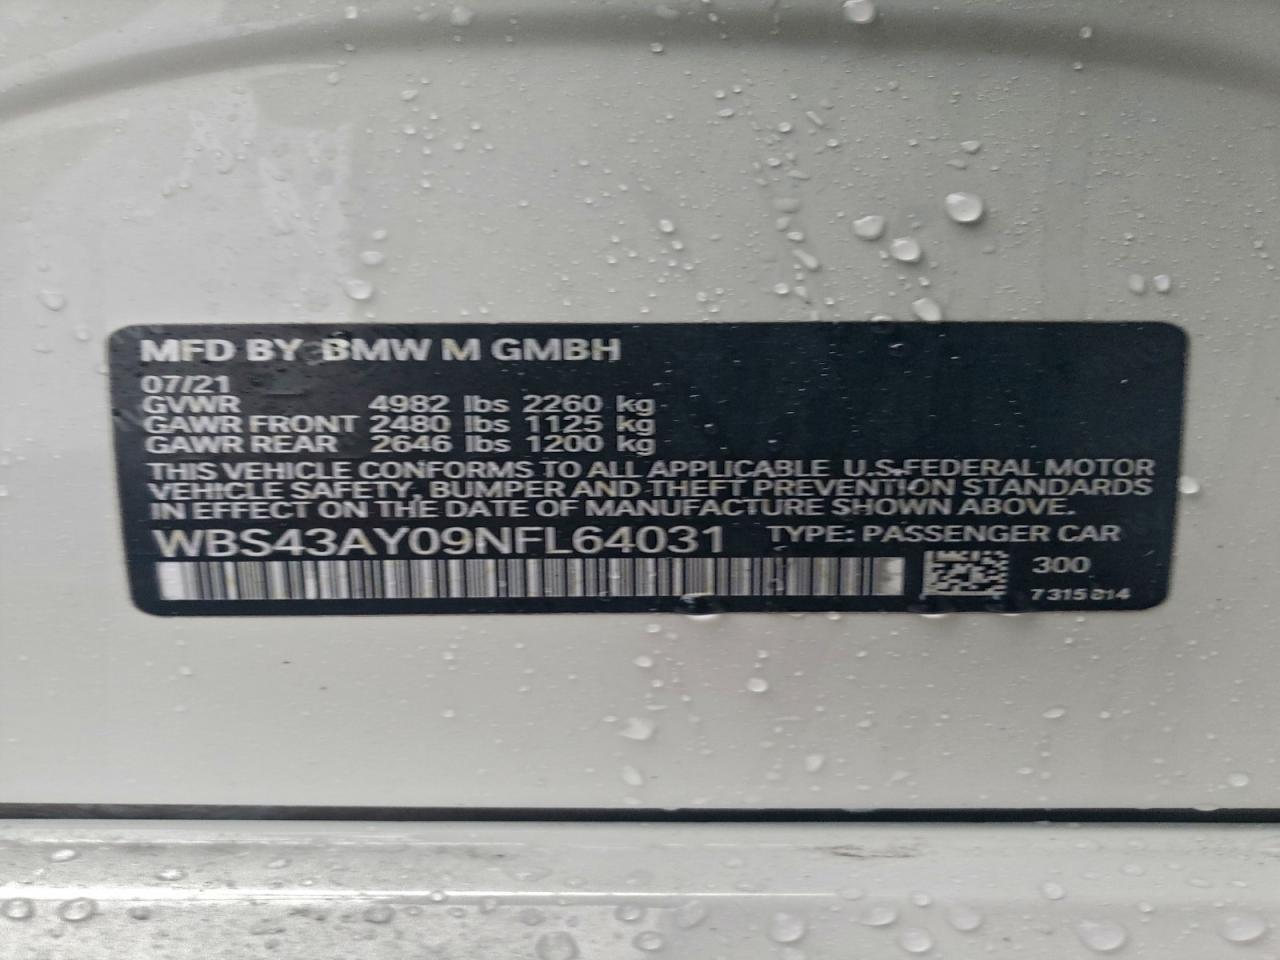 MFD BY BMW M GMBH
07/21
GVWR 4982 lbs 2260 kg
GAWR FRONT 2480 lbs 1125 kg
GAWR REAR 2646 lbs 1200 kg
THIS VEHICLE CONFORMS TO ALL APPLICABLE U.S. FEDERAL MOTOR
VEHICLE SAFETY, BUMPER AND THEFT PREVENTION STANDARDS
IN EFFECT ON THE DATE OF MANUFACTURE SHOWN ABOVE.
WBS43AY09NFL64031 TYPE: PASSENGER CAR
300